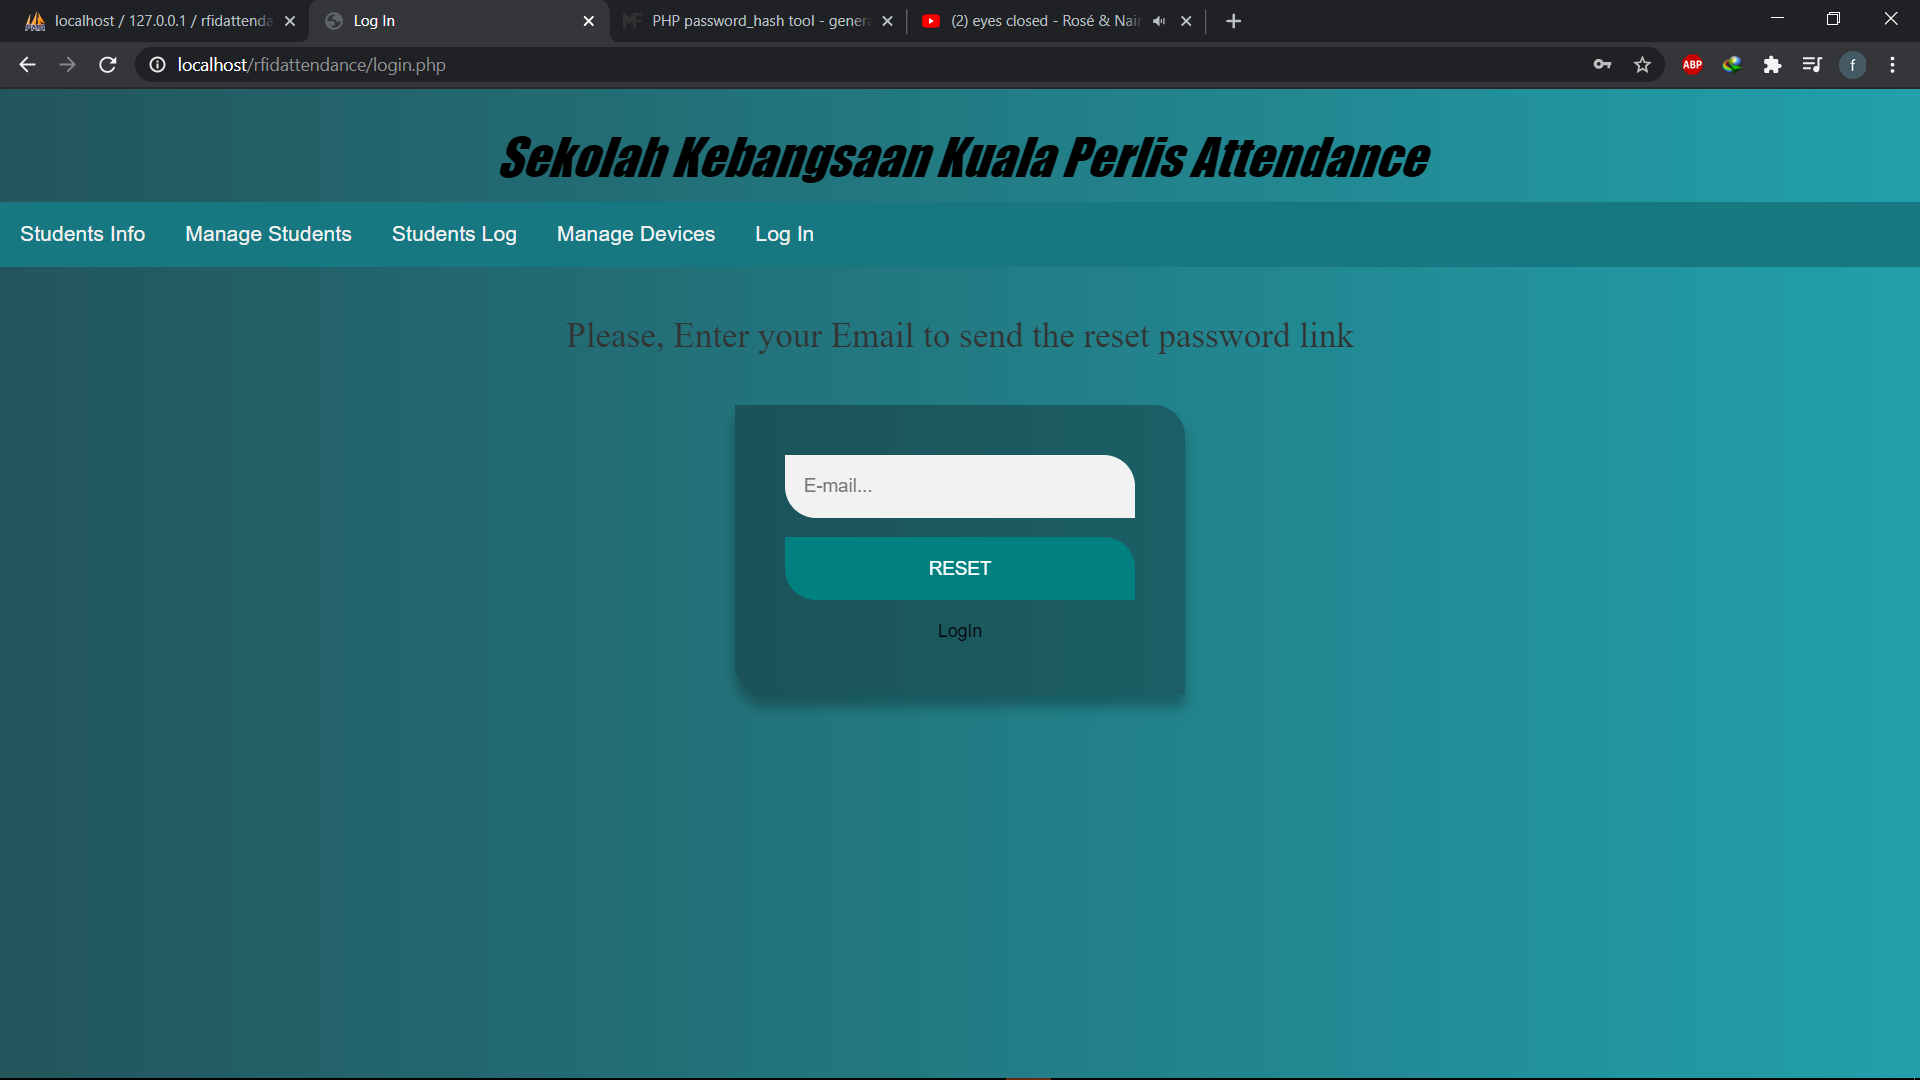 localhost / 127.0.0.1 / rfidattenda
Log In
PHP password_hash tool - genera
(2) eyes closed - Rosé & Nair
localhost/rfidattendance/login.php
ABP
f
Sekolah Kebangsaan Kuala Perlis Attendance
Students Info
Manage Students
Students Log
Manage Devices
Log In
Please, Enter your Email to send the reset password link
E-mail...
RESET
LogIn